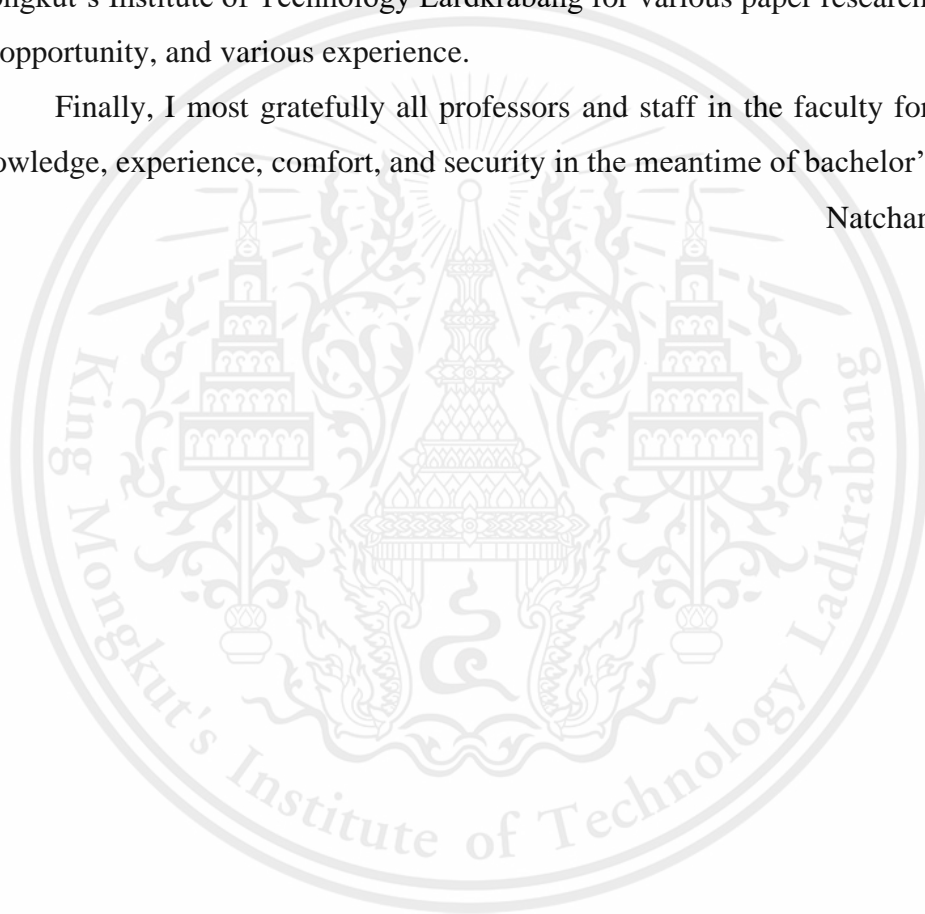 ongkut's Institute of Technology Lardkrabang for various paper research
opportunity, and various experience.
Finally, I most gratefully all professors and staff in the faculty for
owledge, experience, comfort, and security in the meantime of bachelor'
Natchan
King Mongkut's Institute of Technology Ladkrabang